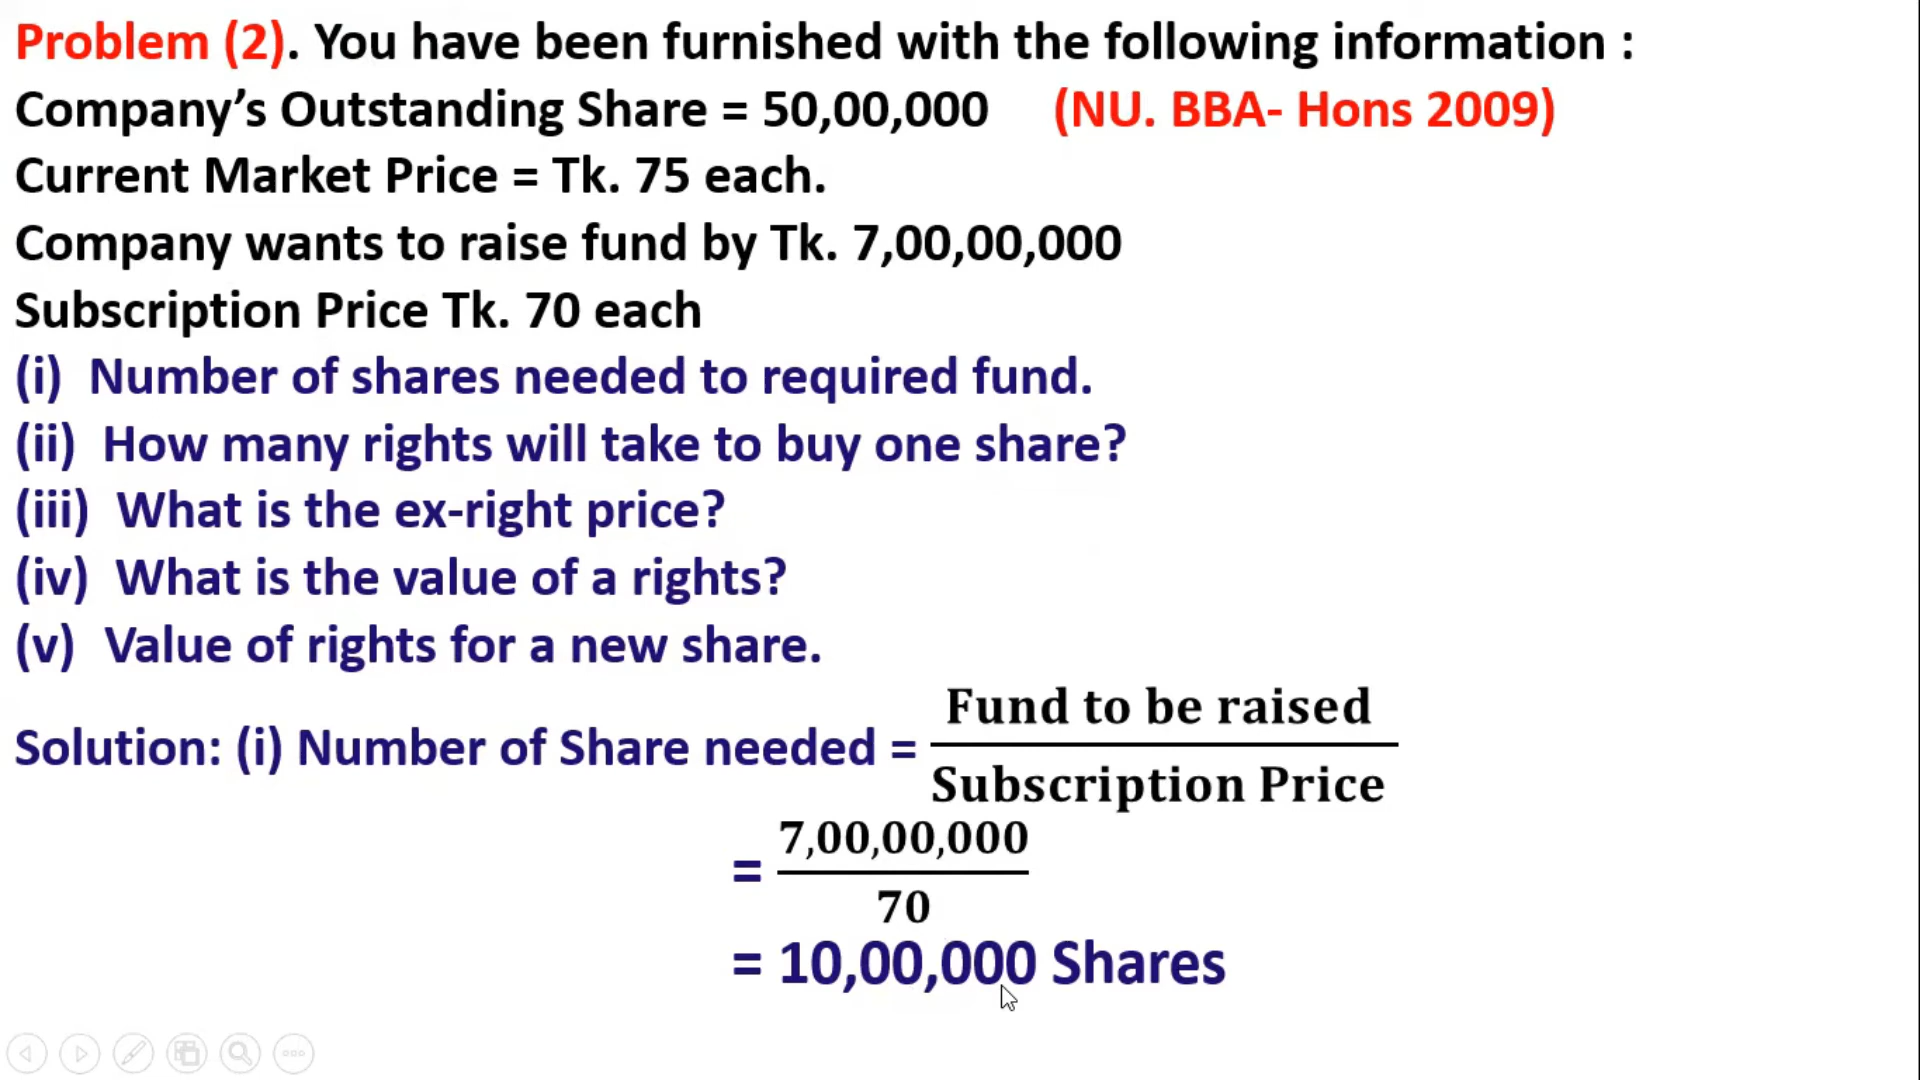 Problem (2). You have been furnished with the following information :
Company’s Outstanding Share = 50,00,000 (NU. BBA- Hons 2009)
Current Market Price = Tk. 75 each.
Company wants to raise fund by Tk. 7,00,00,000
Subscription Price Tk. 70 each
(i) Number of shares needed to required fund.
(ii) How many rights will take to buy one share?
(iii) What is the ex-right price?
(iv) What is the value of a rights?
(v) Value of rights for a new share.
Solution: (i) Number of Share needed = Fund to be raised
Subscription Price
= 7,00,00,000
70
= 10,00,000 Shares